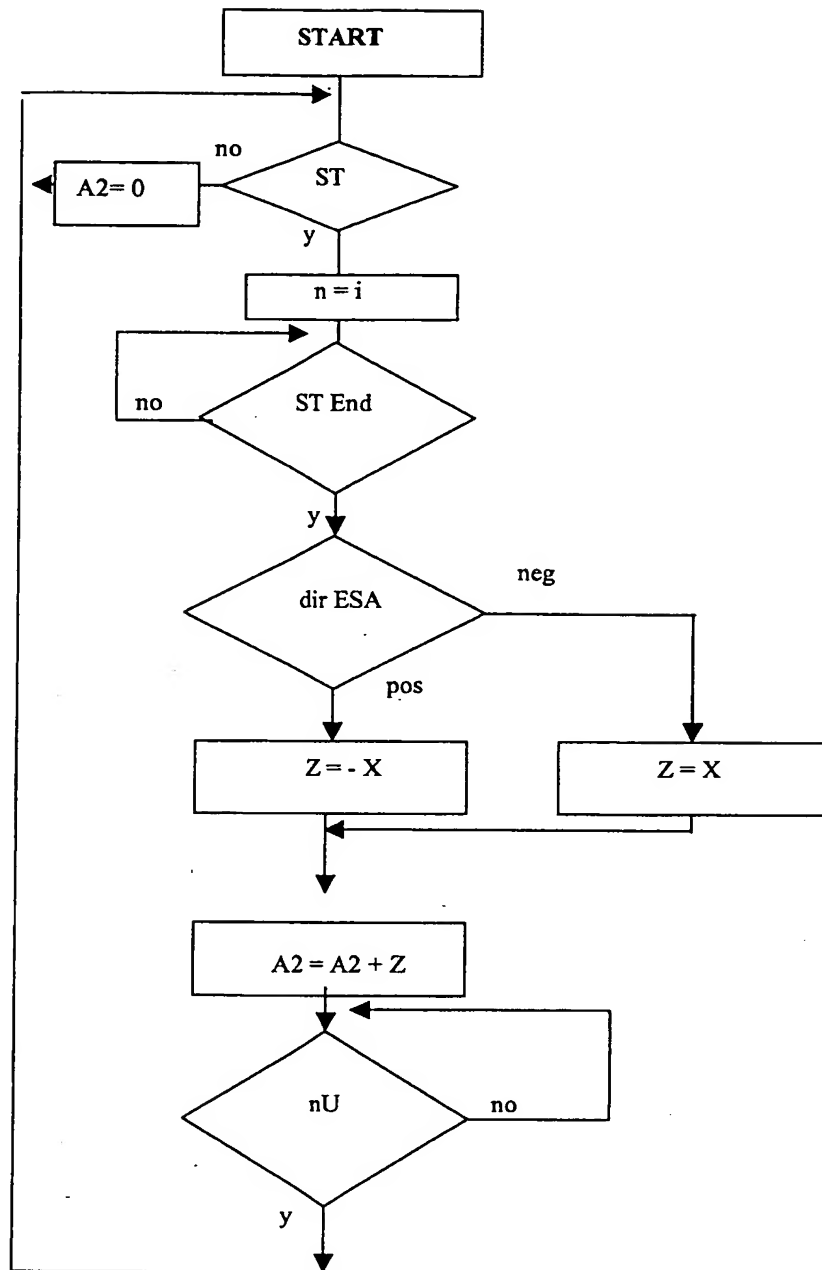 START
no
ST
A2= 0
y
n = i
ST End
no
y
neg
dir ESA
pos
Z = - X
Z = X
A2 = A2 + Z
nU
no
y